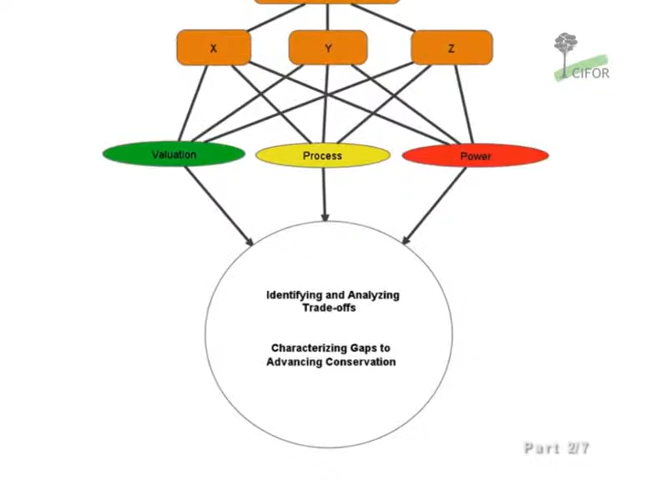 X
Y
Z
CIFOR
Valuation
Process
Power
Identifying and Analyzing
Trade-offs
Characterizing Gaps to
Advancing Conservation
Part 2/7